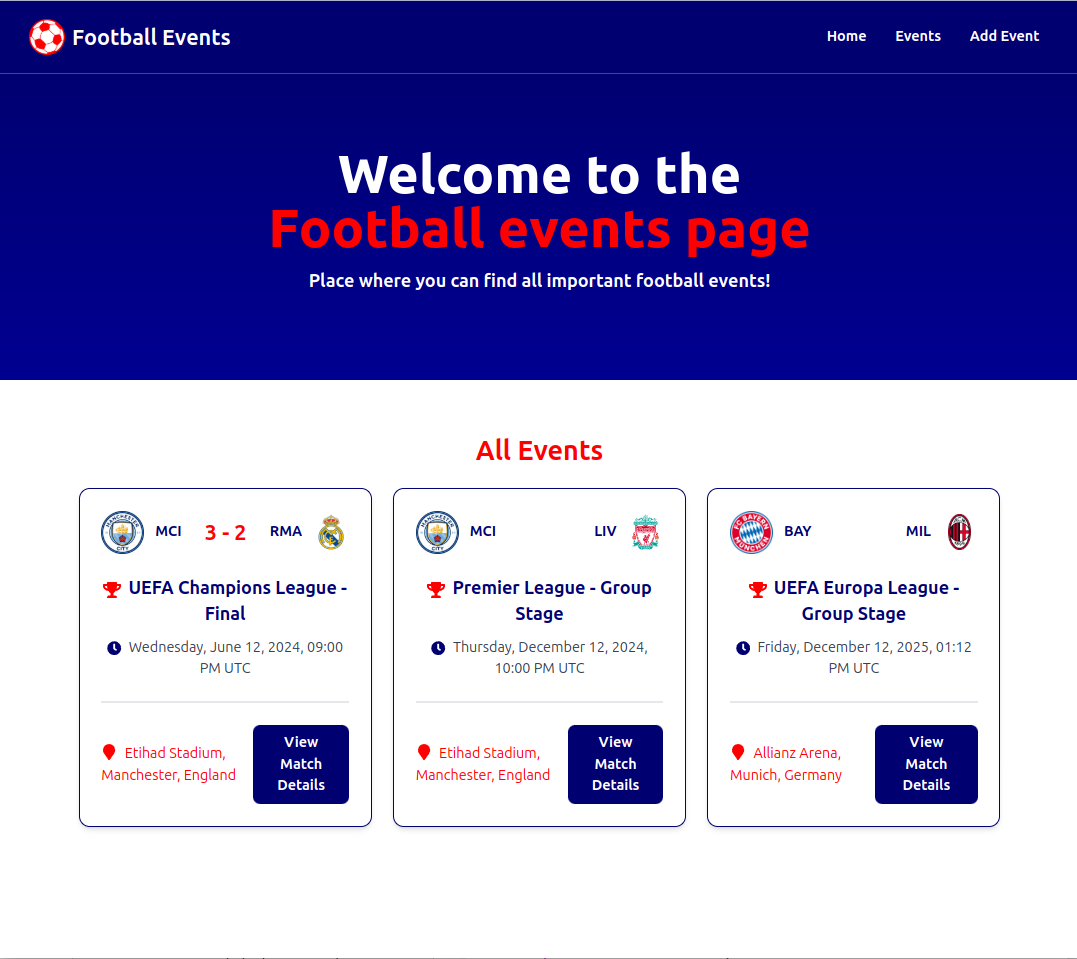 Football Events
Home Events Add Event
Welcome to the
Football events page
Place where you can find all important football events!
All Events
MCI 3 - 2 RMA
UEFA Champions League -
Final
Wednesday, June 12, 2024, 09:00
PM UTC
Etihad Stadium,
Manchester, England
View
Match
Details
MCI LIV
Premier League - Group
Stage
Thursday, December 12, 2024,
10:00 PM UTC
Etihad Stadium,
Manchester, England
View
Match
Details
BAY MIL
UEFA Europa League -
Group Stage
Friday, December 12, 2025, 01:12
PM UTC
Allianz Arena,
Munich, Germany
View
Match
Details